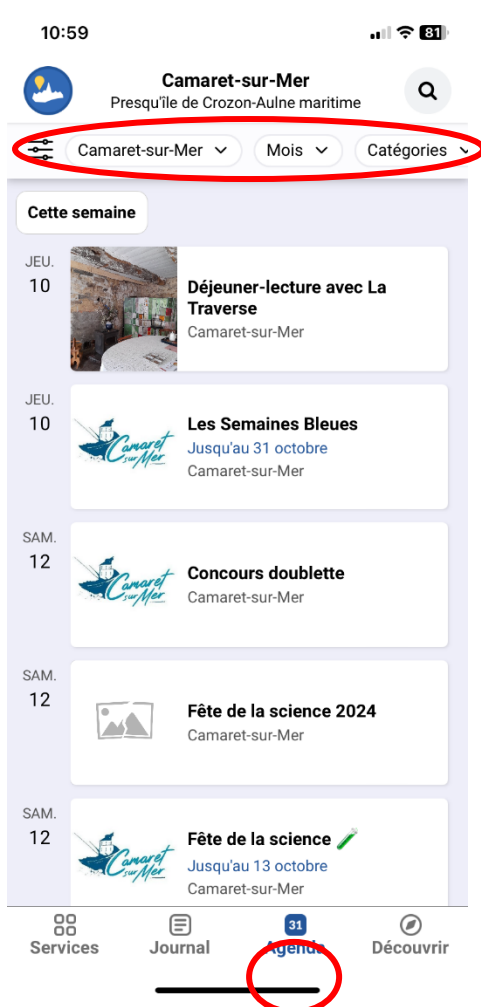 10:59
81
Camaret-sur-Mer
Presqu'île de Crozon-Aulne maritime
Camaret-sur-Mer
Mois
Catégories
Cette semaine
JEU.
10
Déjeuner-lecture avec La
Traverse
Camaret-sur-Mer
JEU.
10
Camaret
sur Mer
Les Semaines Bleues
Jusqu'au 31 octobre
Camaret-sur-Mer
SAM.
12
Camaret
sur Mer
Concours doublette
Camaret-sur-Mer
SAM.
12
Fête de la science 2024
Camaret-sur-Mer
SAM.
12
Camaret
sur Mer
Fête de la science
Jusqu'au 13 octobre
Camaret-sur-Mer
31
Services
Journal
Agenda
Découvrir